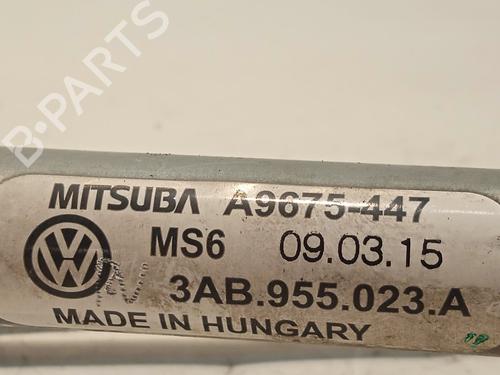 B-PARTS
MITSUBA A9675-447
MS6 09.03.15
3AB.955.023.A
MADE IN HUNGARY